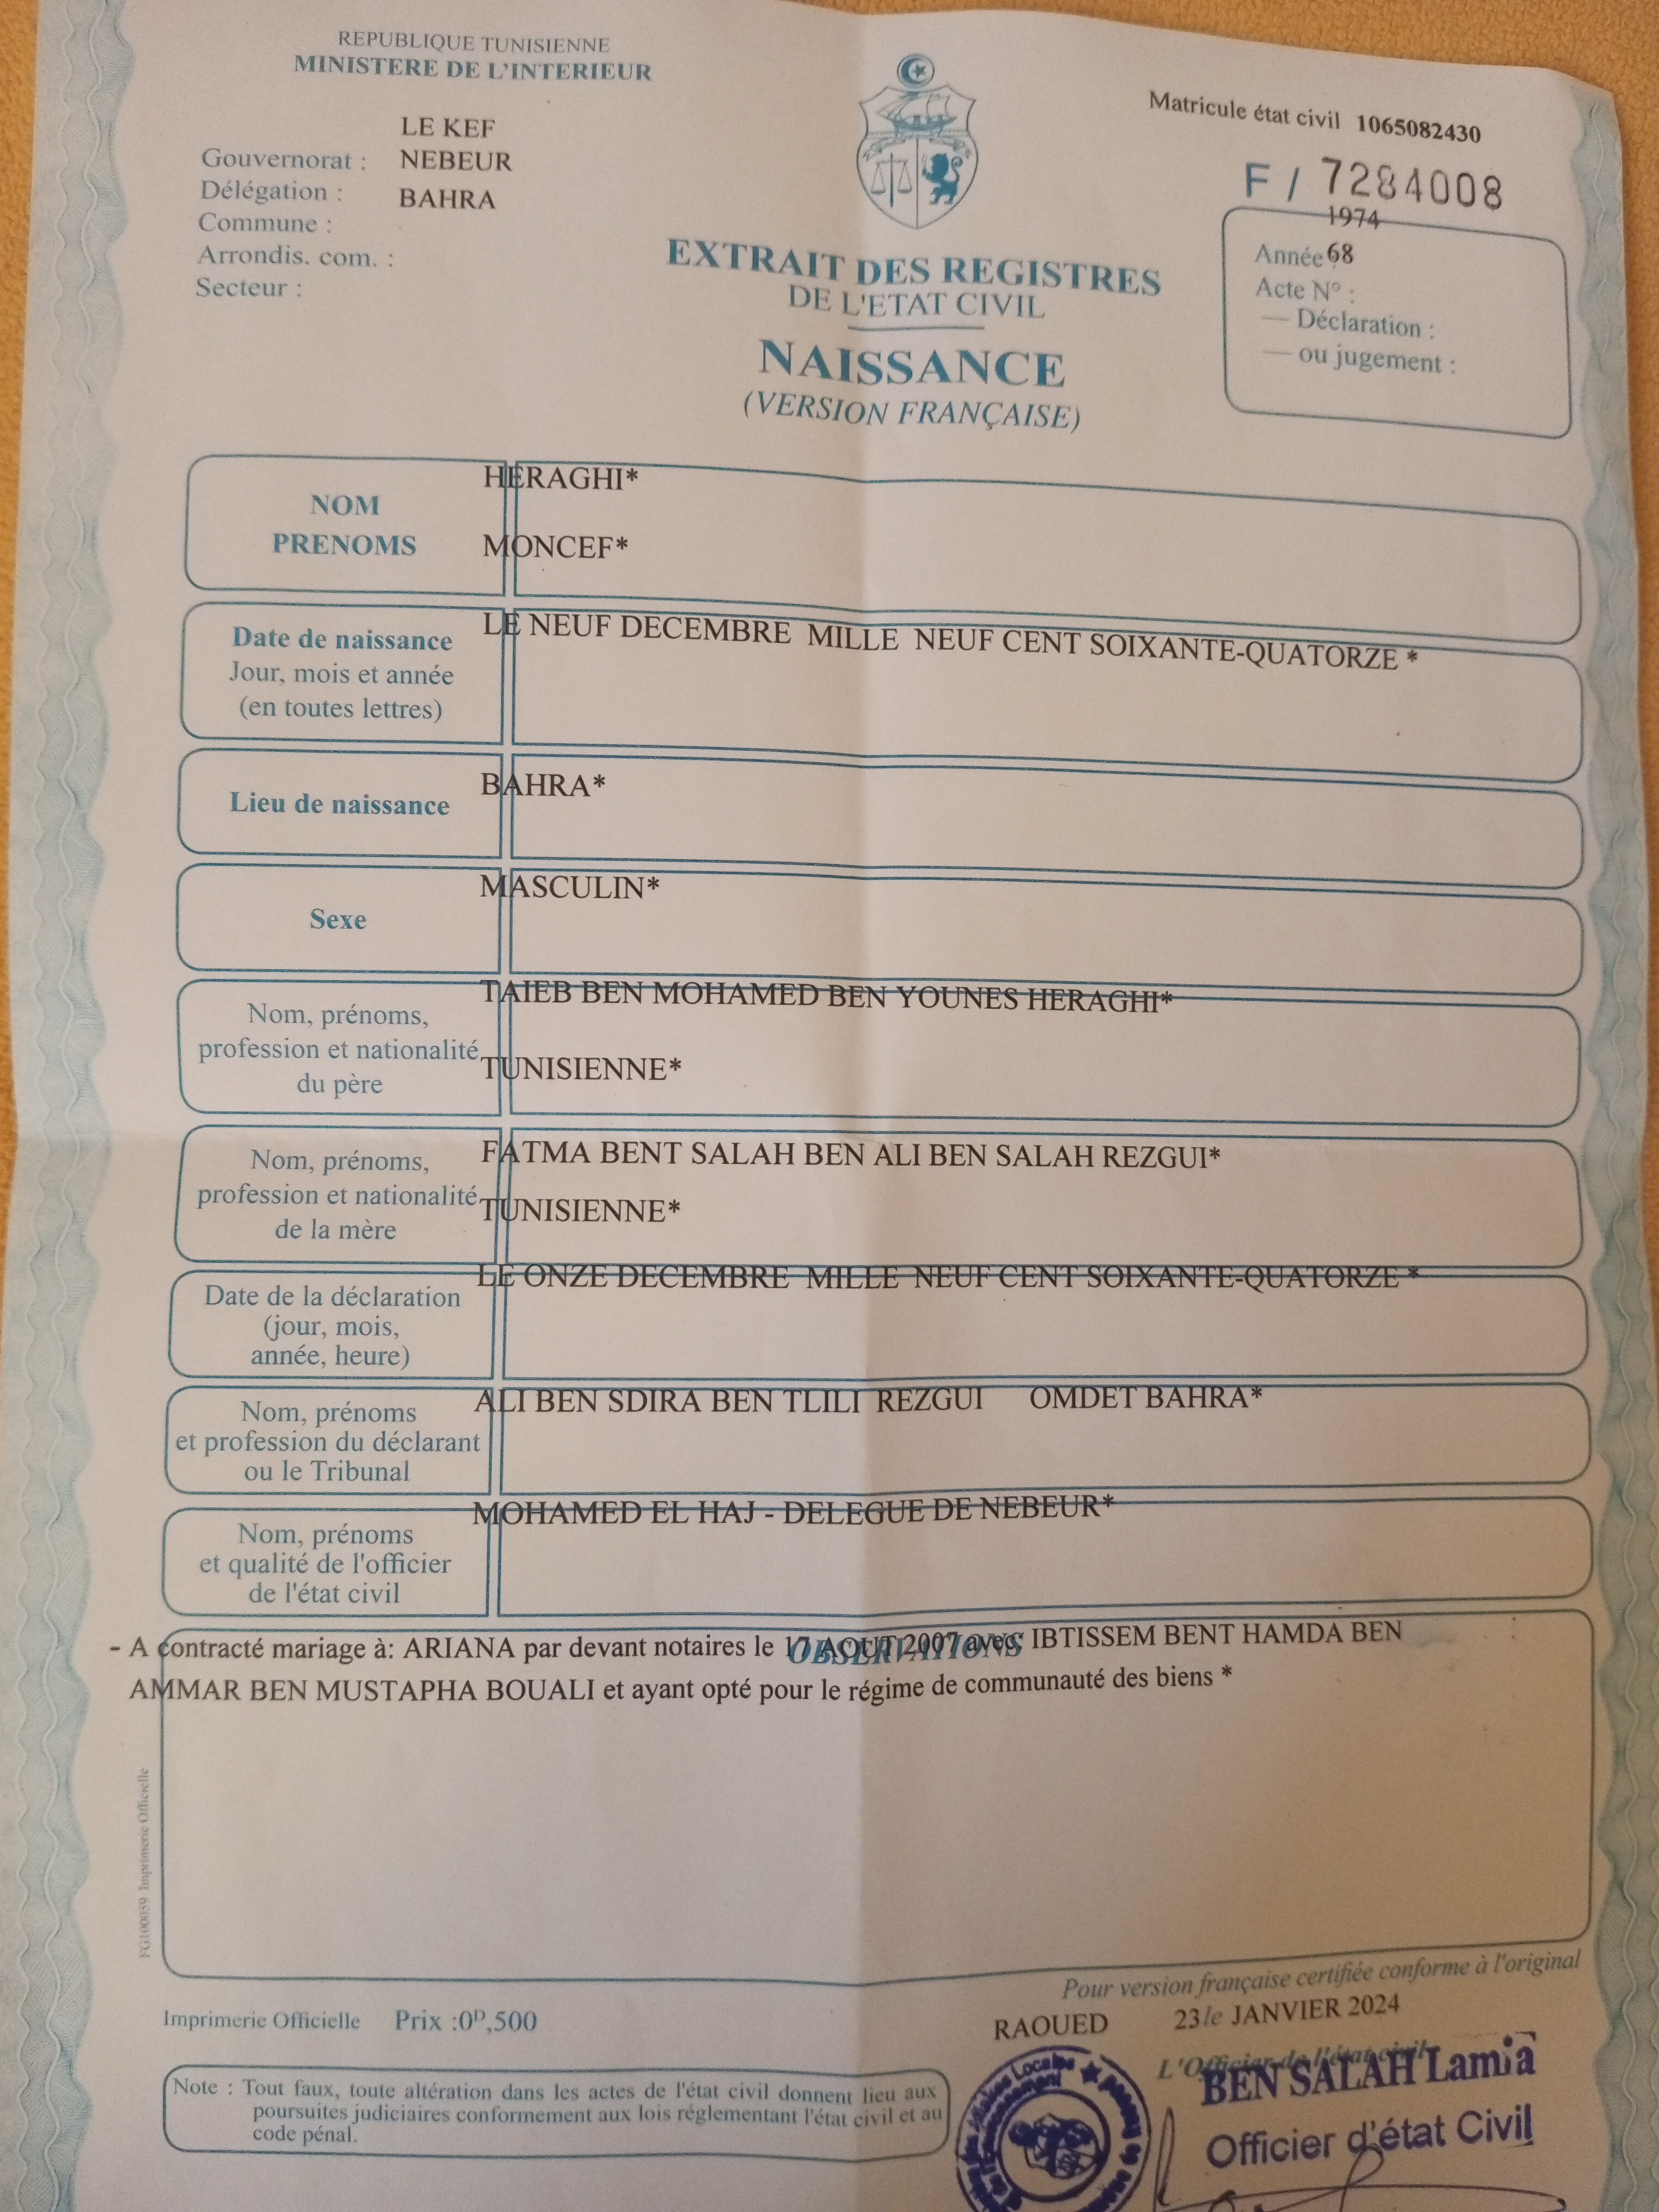 REPUBLIQUE TUNISIENNE
MINISTERE DE L'INTERIEUR
LE KEF
Gouvernorat : NEBEUR
Délégation : BAHRA
Commune :
Arrondis. com. :
Secteur :
Matricule état civil 1065082430
F / 7284008
1974
Année 68
Acte N° :
— Déclaration :
— ou jugement :
EXTRAIT DES REGISTRES
DE L'ETAT CIVIL
NAISSANCE
(VERSION FRANÇAISE)
NOM
HERAGHI*
PRENOMS
MONCEF*
Date de naissance
Jour, mois et année
(en toutes lettres)
LE NEUF DECEMBRE MILLE NEUF CENT SOIXANTE-QUATORZE *
Lieu de naissance
BAHRA*
Sexe
MASCULIN*
Nom, prénoms,
profession et nationalité
du père
TAIEB BEN MOHAMED BEN YOUNES HERAGHI*
TUNISIENNE*
Nom, prénoms,
profession et nationalité
de la mère
FATMA BENT SALAH BEN ALI BEN SALAH REZGUI*
TUNISIENNE*
Date de la déclaration
(jour, mois,
année, heure)
LE ONZE DECEMBRE MILLE NEUF CENT SOIXANTE-QUATORZE *
Nom, prénoms
et profession du déclarant
ou le Tribunal
ALI BEN SDIRA BEN TLILI REZGUI OMDET BAHRA*
Nom, prénoms
et qualité de l'officier
de l'état civil
MOHAMED EL HAJ - DELEGUE DE NEBEUR*
OBSERVATIONS
- A contracté mariage à: ARIANA par devant notaires le 17 AOUT 2007 avec: IBTISSEM BENT HAMDA BEN
AMMAR BEN MUSTAPHA BOUALI et ayant opté pour le régime de communauté des biens *
FG100059 Imprimerie Officielle
Pour version française certifiée conforme à l'original
Imprimerie Officielle Prix :0ᴰ,500
RAOUED 23 le JANVIER 2024
L'Officier de l'état civil
BEN SALAH Lamia
Officier d'état Civil
Note : Tout faux, toute altération dans les actes de l'état civil donnent lieu aux
poursuites judiciaires conformement aux lois réglementant l'état civil et au
code pénal.